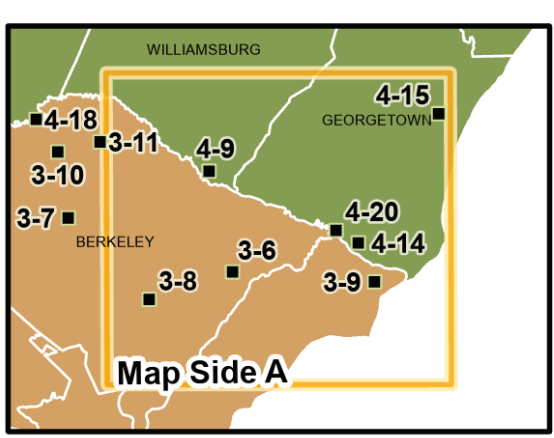 WILLIAMSBURG
4-15
GEORGETOWN
4-18
3-11
4-9
3-10
3-7
4-20
BERKELEY
4-14
3-6
3-9
3-8
Map Side A